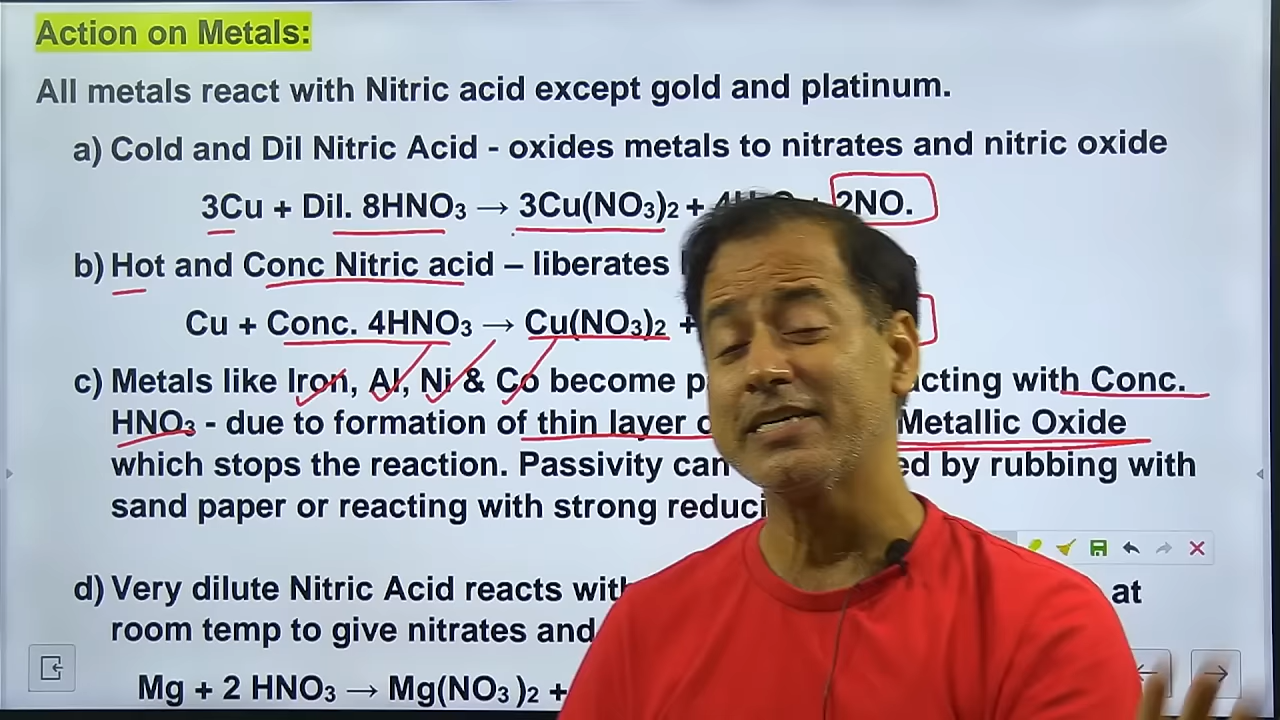 Action on Metals:
All metals react with Nitric acid except gold and platinum.
a) Cold and Dil Nitric Acid - oxides metals to nitrates and nitric oxide
3Cu + Dil. 8HNO₃ → 3Cu(NO₃)₂ + 2NO.
b) Hot and Conc Nitric acid – liberates
Cu + Conc. 4HNO₃ → Cu(NO₃)₂ +
c) Metals like Iron, Al, Ni & Co become with Conc.
HNO₃ - due to formation of thin layer Metallic Oxide
which stops the reaction. Passivity can by rubbing with
sand paper or reacting with strong
d) Very dilute Nitric Acid reacts at
room temp to give nitrates and
Mg + 2 HNO₃ → Mg(NO₃)₂ +